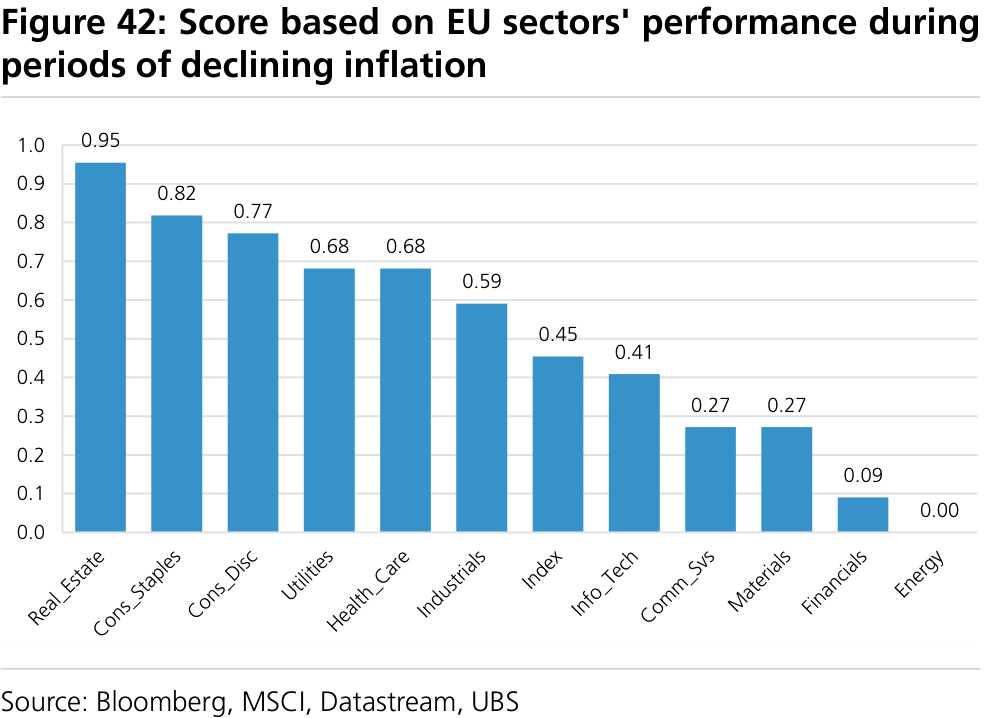 Figure 42: Score based on EU sectors' performance during
periods of declining inflation
1.0
0.9
0.8
0.7
0.6
0.5
0.4
0.3
0.2
0.1
0.0
0.95
0.82
0.77
0.68
0.68
0.59
0.45
0.41
0.27
0.27
0.09
0.00
Real_Estate
Cons_Staples
Cons_Disc
Utilities
Health_Care
Industrials
Index
Info_Tech
Comm_Svs
Materials
Financials
Energy
Source: Bloomberg, MSCI, Datastream, UBS